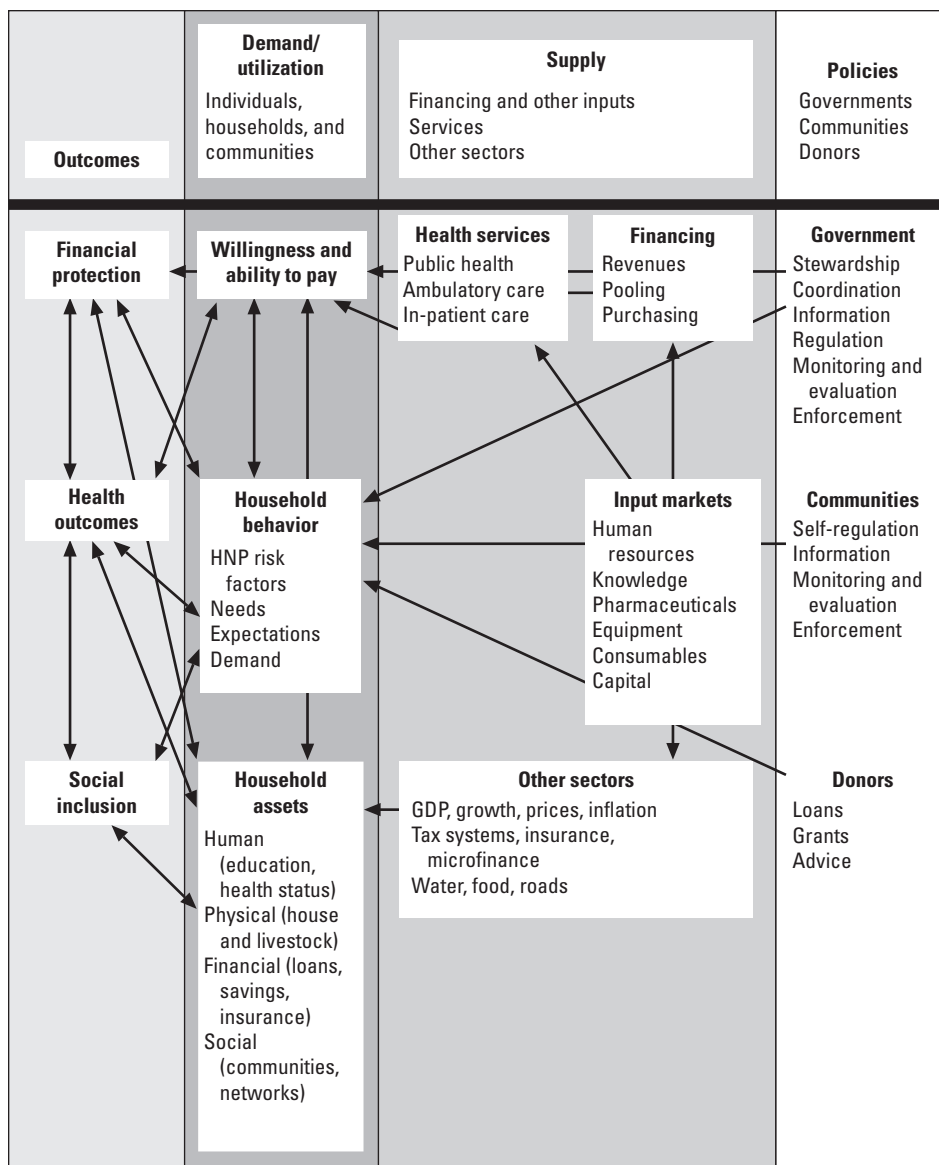 Outcomes
Demand/
utilization
Individuals,
households, and
communities
Supply
Financing and other inputs
Services
Other sectors
Policies
Governments
Communities
Donors
Financial
protection
Willingness and
ability to pay
Health services
Public health
Ambulatory care
In-patient care
Financing
Revenues
Pooling
Purchasing
Government
Stewardship
Coordination
Information
Regulation
Monitoring and
evaluation
Enforcement
Health
outcomes
Household
behavior
HNP risk
factors
Needs
Expectations
Demand
Input markets
Human
resources
Knowledge
Pharmaceuticals
Equipment
Consumables
Capital
Communities
Self-regulation
Information
Monitoring and
evaluation
Enforcement
Social
inclusion
Household
assets
Human
(education,
health status)
Physical (house
and livestock)
Financial (loans,
savings,
insurance)
Social
(communities,
networks)
Other sectors
GDP, growth, prices, inflation
Tax systems, insurance,
microfinance
Water, food, roads
Donors
Loans
Grants
Advice